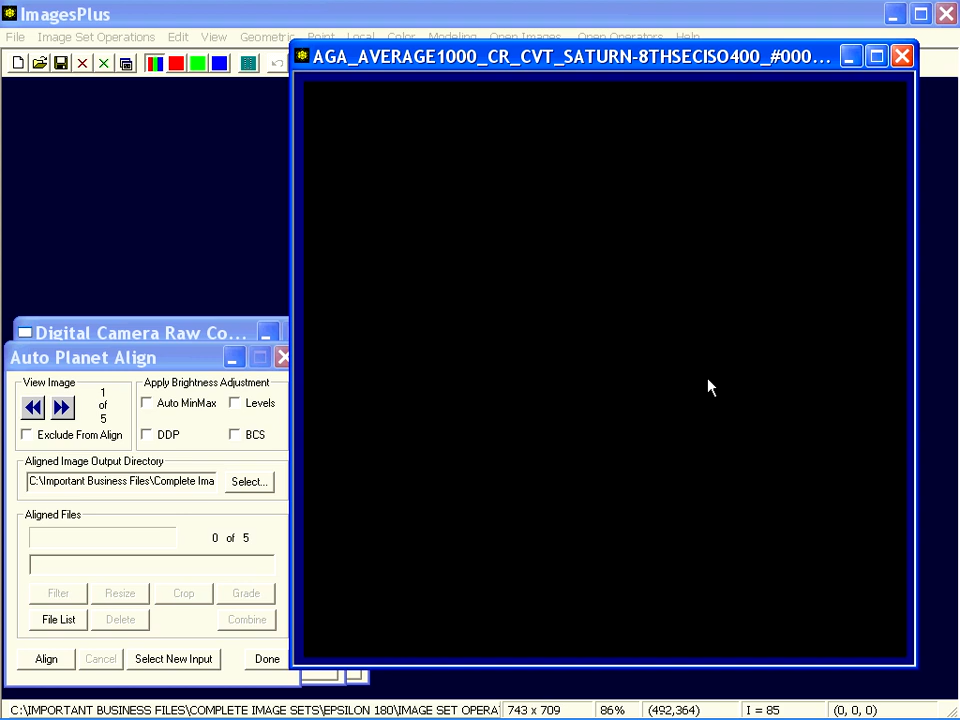 ImagesPlus
File Image Set Operations Edit View Geometric Point Local Color Modeling Open Images Open Operators Help
AGA_AVERAGE1000_CR_CVT_SATURN-8THSECISO400_#000...
Digital Camera Raw Co...
Auto Planet Align
View Image
1
of
5
Exclude From Align
Apply Brightness Adjustment
Auto MinMax Levels
DDP BCS
Aligned Image Output Directory
C:\Important Business Files\Complete Ima Select...
Aligned Files
0 of 5
Filter Resize Crop Grade
File List Delete Combine
Align Cancel Select New Input Done
C:\IMPORTANT BUSINESS FILES\COMPLETE IMAGE SETS\EPSILON 180\IMAGE SET OPERA 743 x 709 86% (492,364) I = 85 (0, 0, 0)